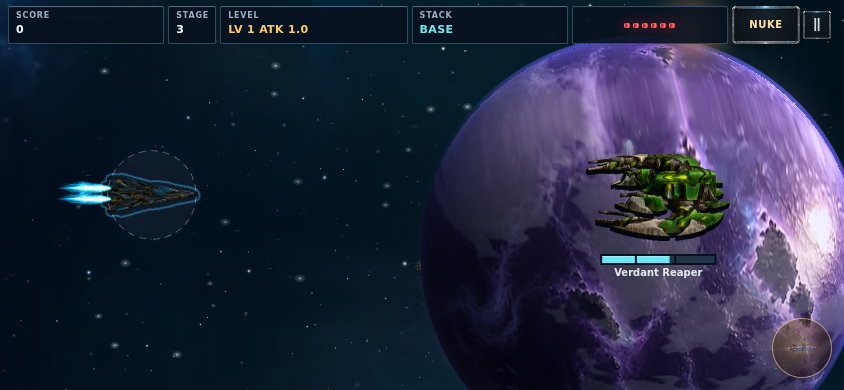 SCORE
0
STAGE
3
LEVEL
LV 1 ATK 1.0
STACK
BASE
NUKE
Verdant Reaper